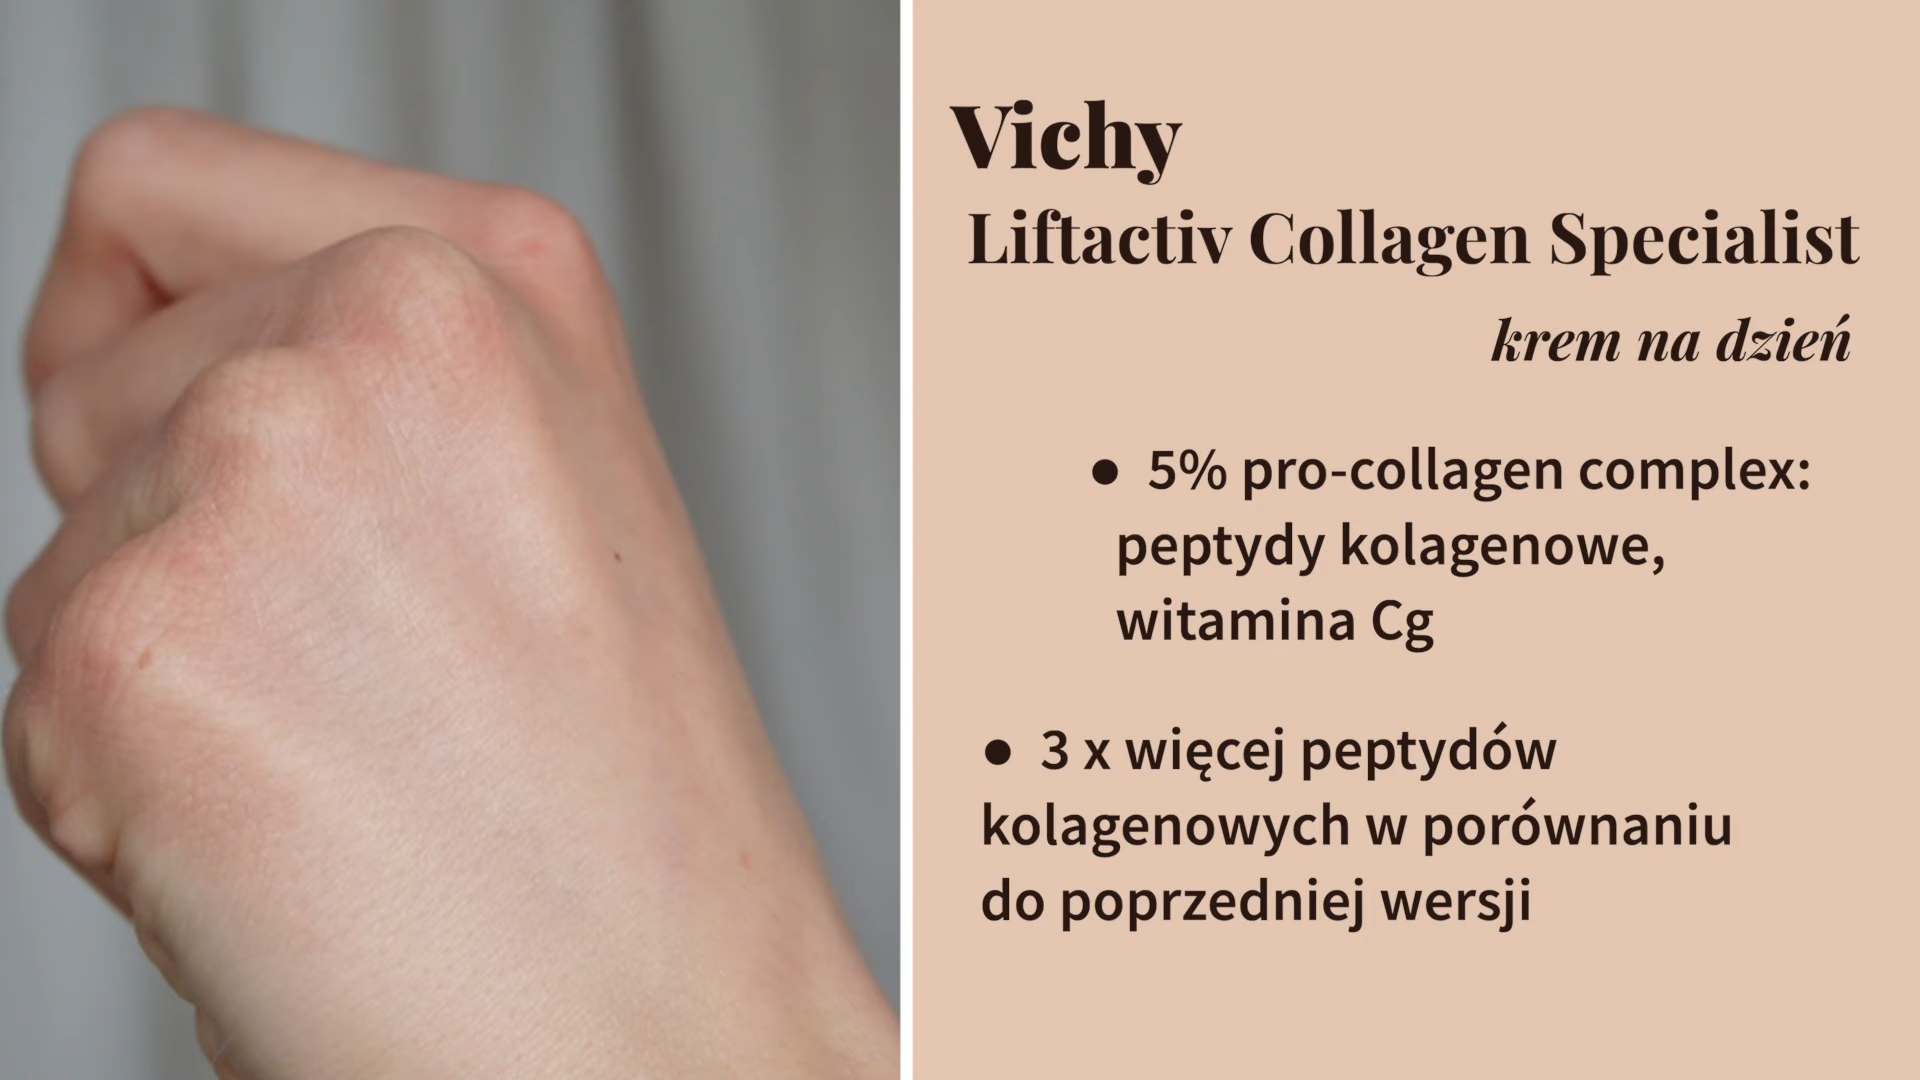 Vichy
Liftactiv Collagen Specialist
krem na dzień
● 5% pro-collagen complex:
peptydy kolagenowe,
witamina Cg
● 3 x więcej peptydów
kolagenowych w porównaniu
do poprzedniej wersji